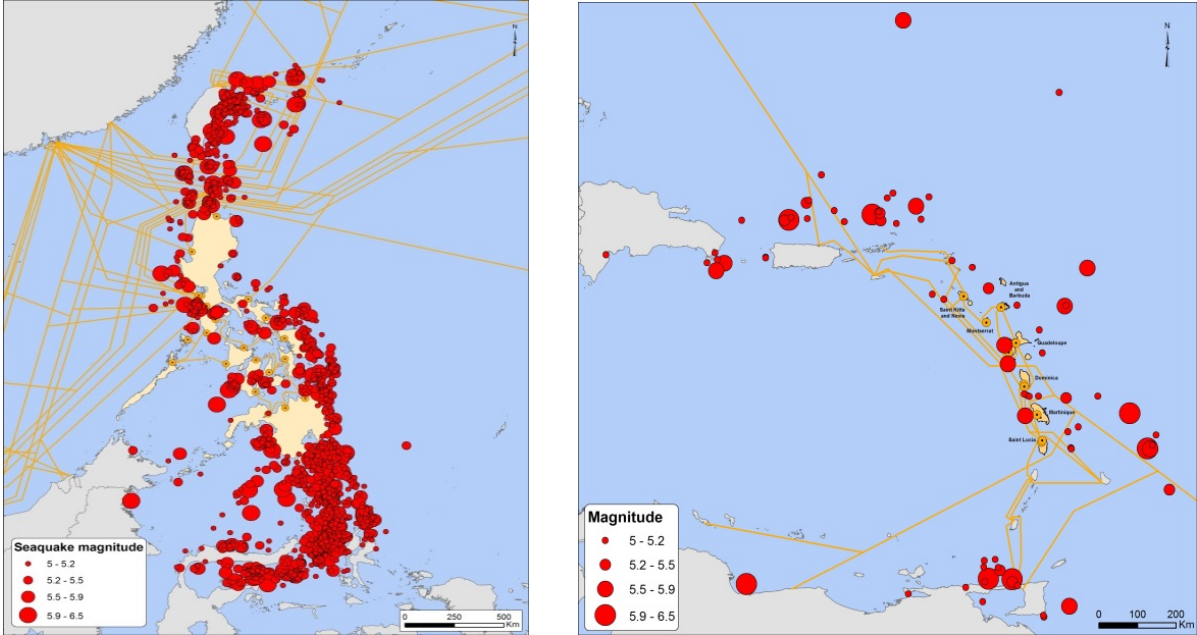 N
Seaquake magnitude
5 - 5.2
5.2 - 5.5
5.5 - 5.9
5.9 - 6.5
0 250 500
Km
N
Antigua
and
Barbuda
Saint Kitts
and Nevis
Montserrat
Guadeloupe
Dominica
Martinique
Saint Lucia
Magnitude
5 - 5.2
5.2 - 5.5
5.5 - 5.9
5.9 - 6.5
0 100 200
Km